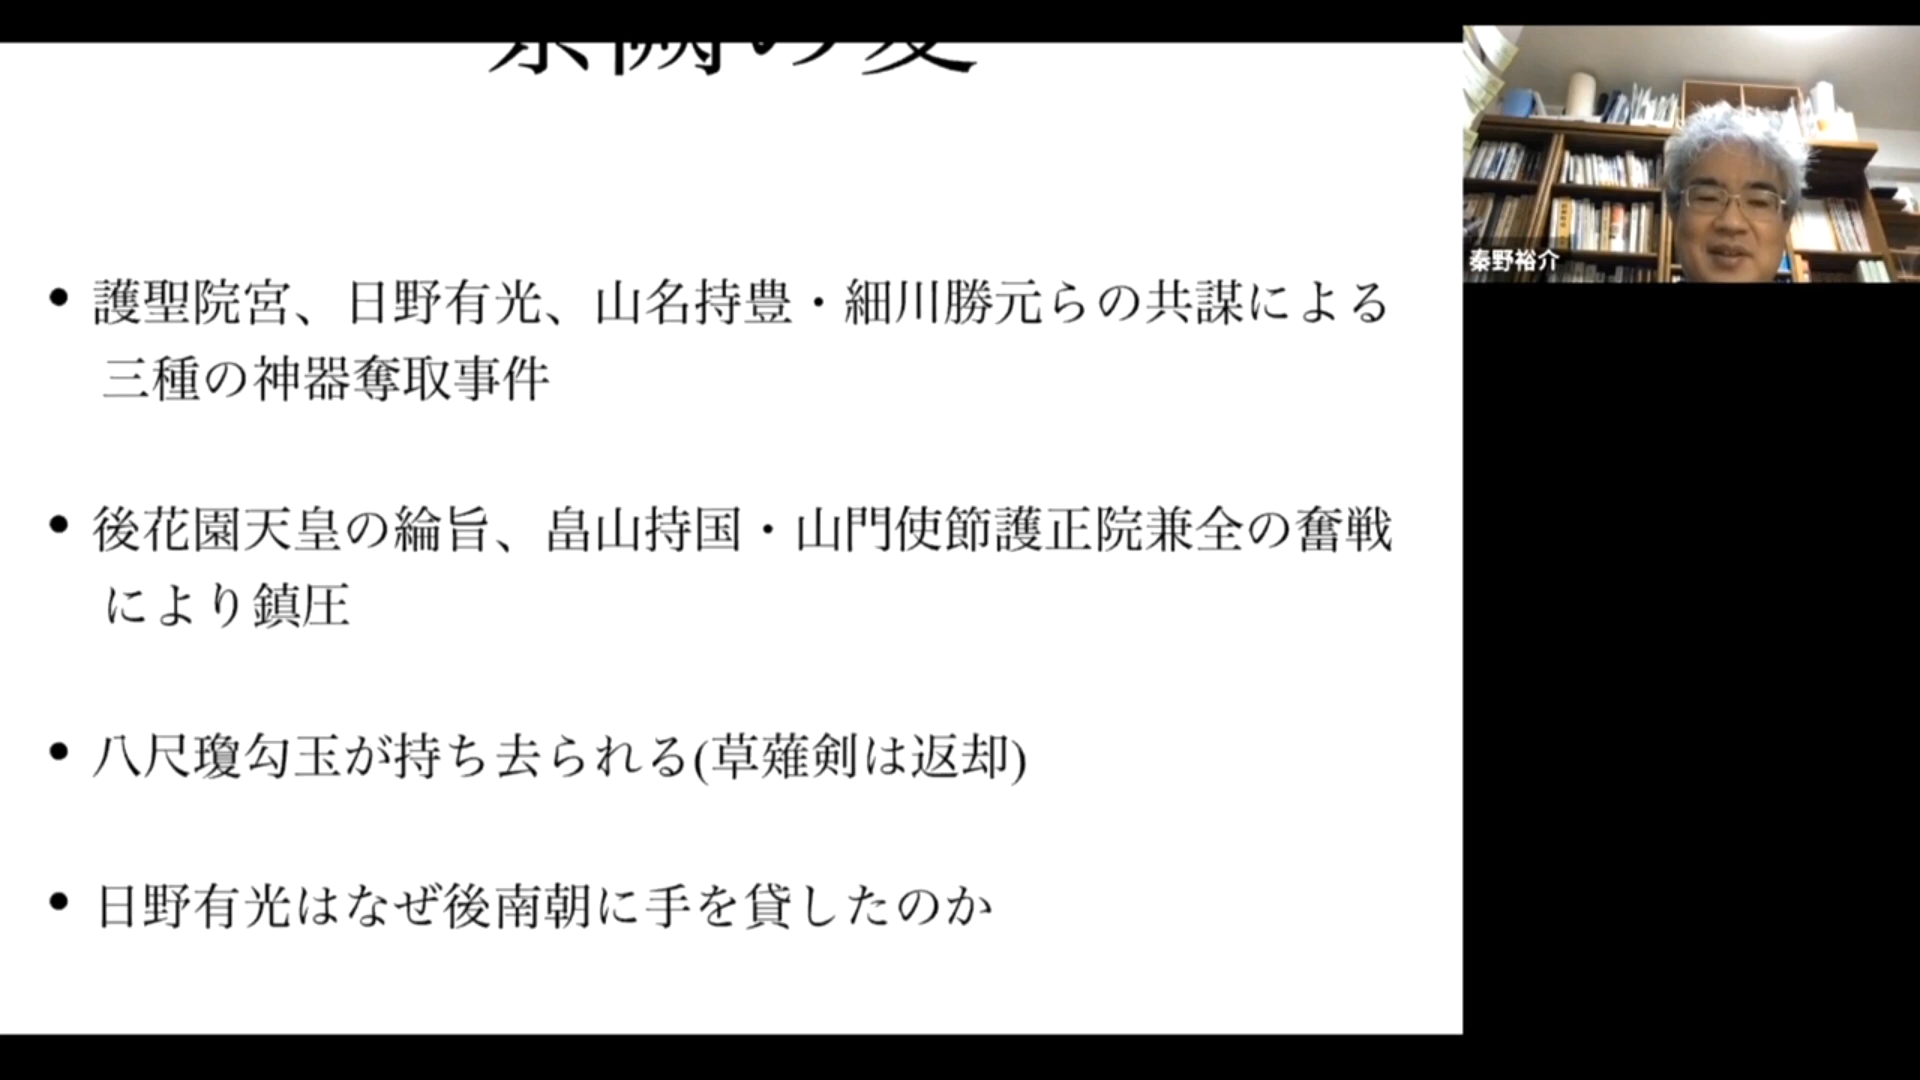 禁闕の変
• 護聖院宮、日野有光、山名持豊・細川勝元らの共謀による
三種の神器奪取事件
• 後花園天皇の綸旨、畠山持国・山門使節護正院兼全の奮戦
により鎮圧
• 八尺瓊勾玉が持ち去られる(草薙剣は返却)
• 日野有光はなぜ後南朝に手を貸したのか
秦野裕介